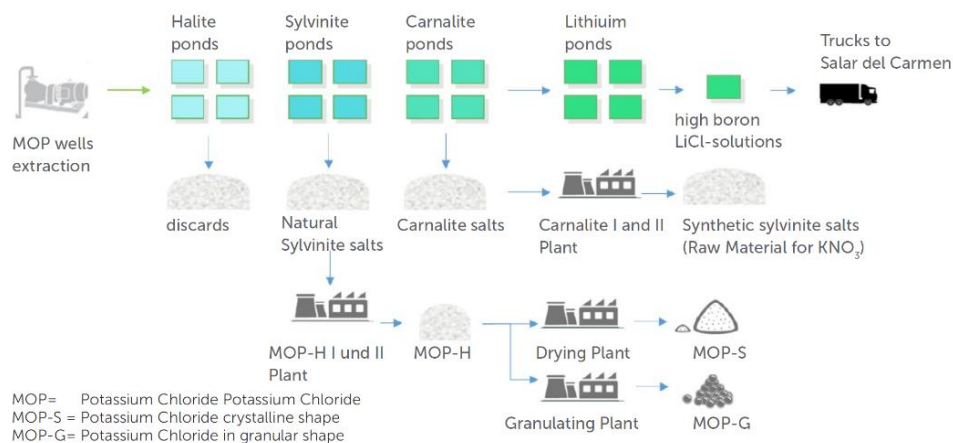 Halite
ponds
Sylvinite
ponds
Carnalite
ponds
Lithiuim
ponds
Trucks to
Salar del Carmen
MOP wells
extraction
high boron
LiCl-solutions
discards
Natural
Sylvinite salts
Carnalite salts
Carnalite I and II
Plant
Synthetic sylvinite salts
(Raw Material for KNO₃)
MOP-H I und II
Plant
MOP-H
Drying Plant
MOP-S
Granulating Plant
MOP-G
MOP= Potassium Chloride Potassium Chloride
MOP-S = Potassium Chloride crystalline shape
MOP-G= Potassium Chloride in granular shape